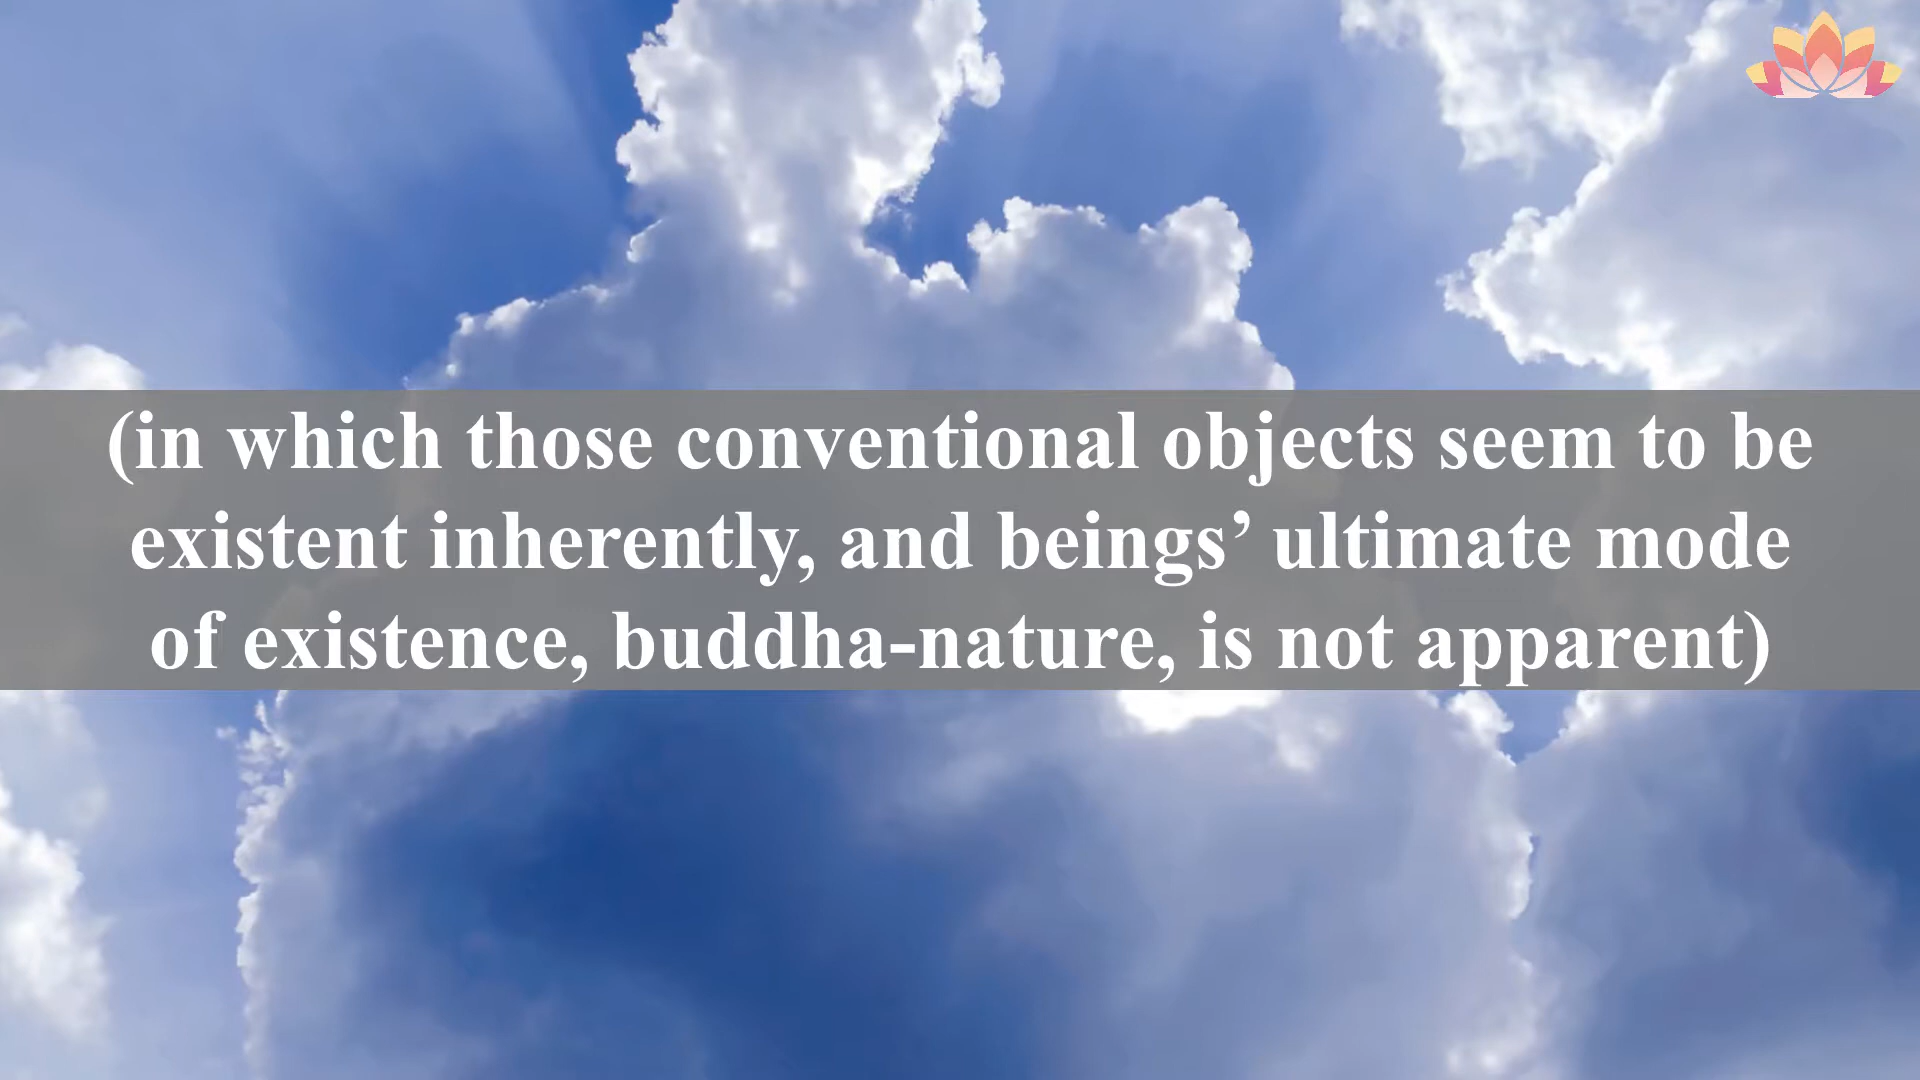 (in which those conventional objects seem to be
existent inherently, and beings’ ultimate mode
of existence, buddha-nature, is not apparent)